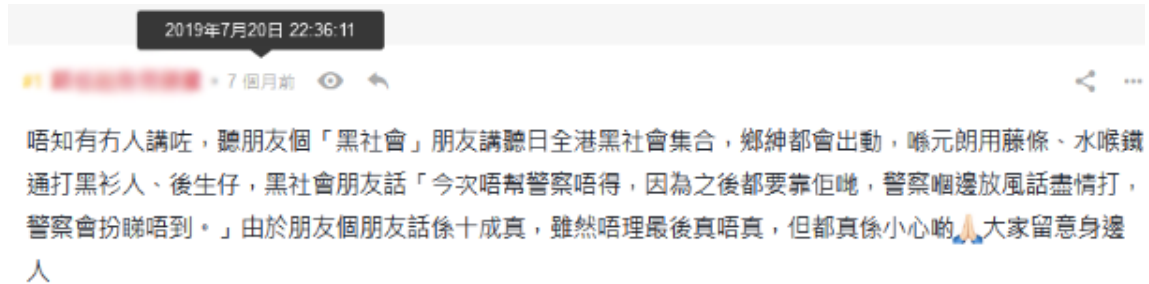 2019年7月20日 22:36:11
#1 • 7 個月前
唔知有冇人講咗，聽朋友個「黑社會」朋友講聽日全港黑社會集合，鄉紳都會出動，喺元朗用藤條、水喉鐵
通打黑衫人、後生仔，黑社會朋友話「今次唔幫警察唔得，因為之後都要靠佢哋，警察嗰邊放風話盡情打，
警察會扮睇唔到。」由於朋友個朋友話係十成真，雖然唔理最後真唔真，但都真係小心啲🙏🏻大家留意身邊
人